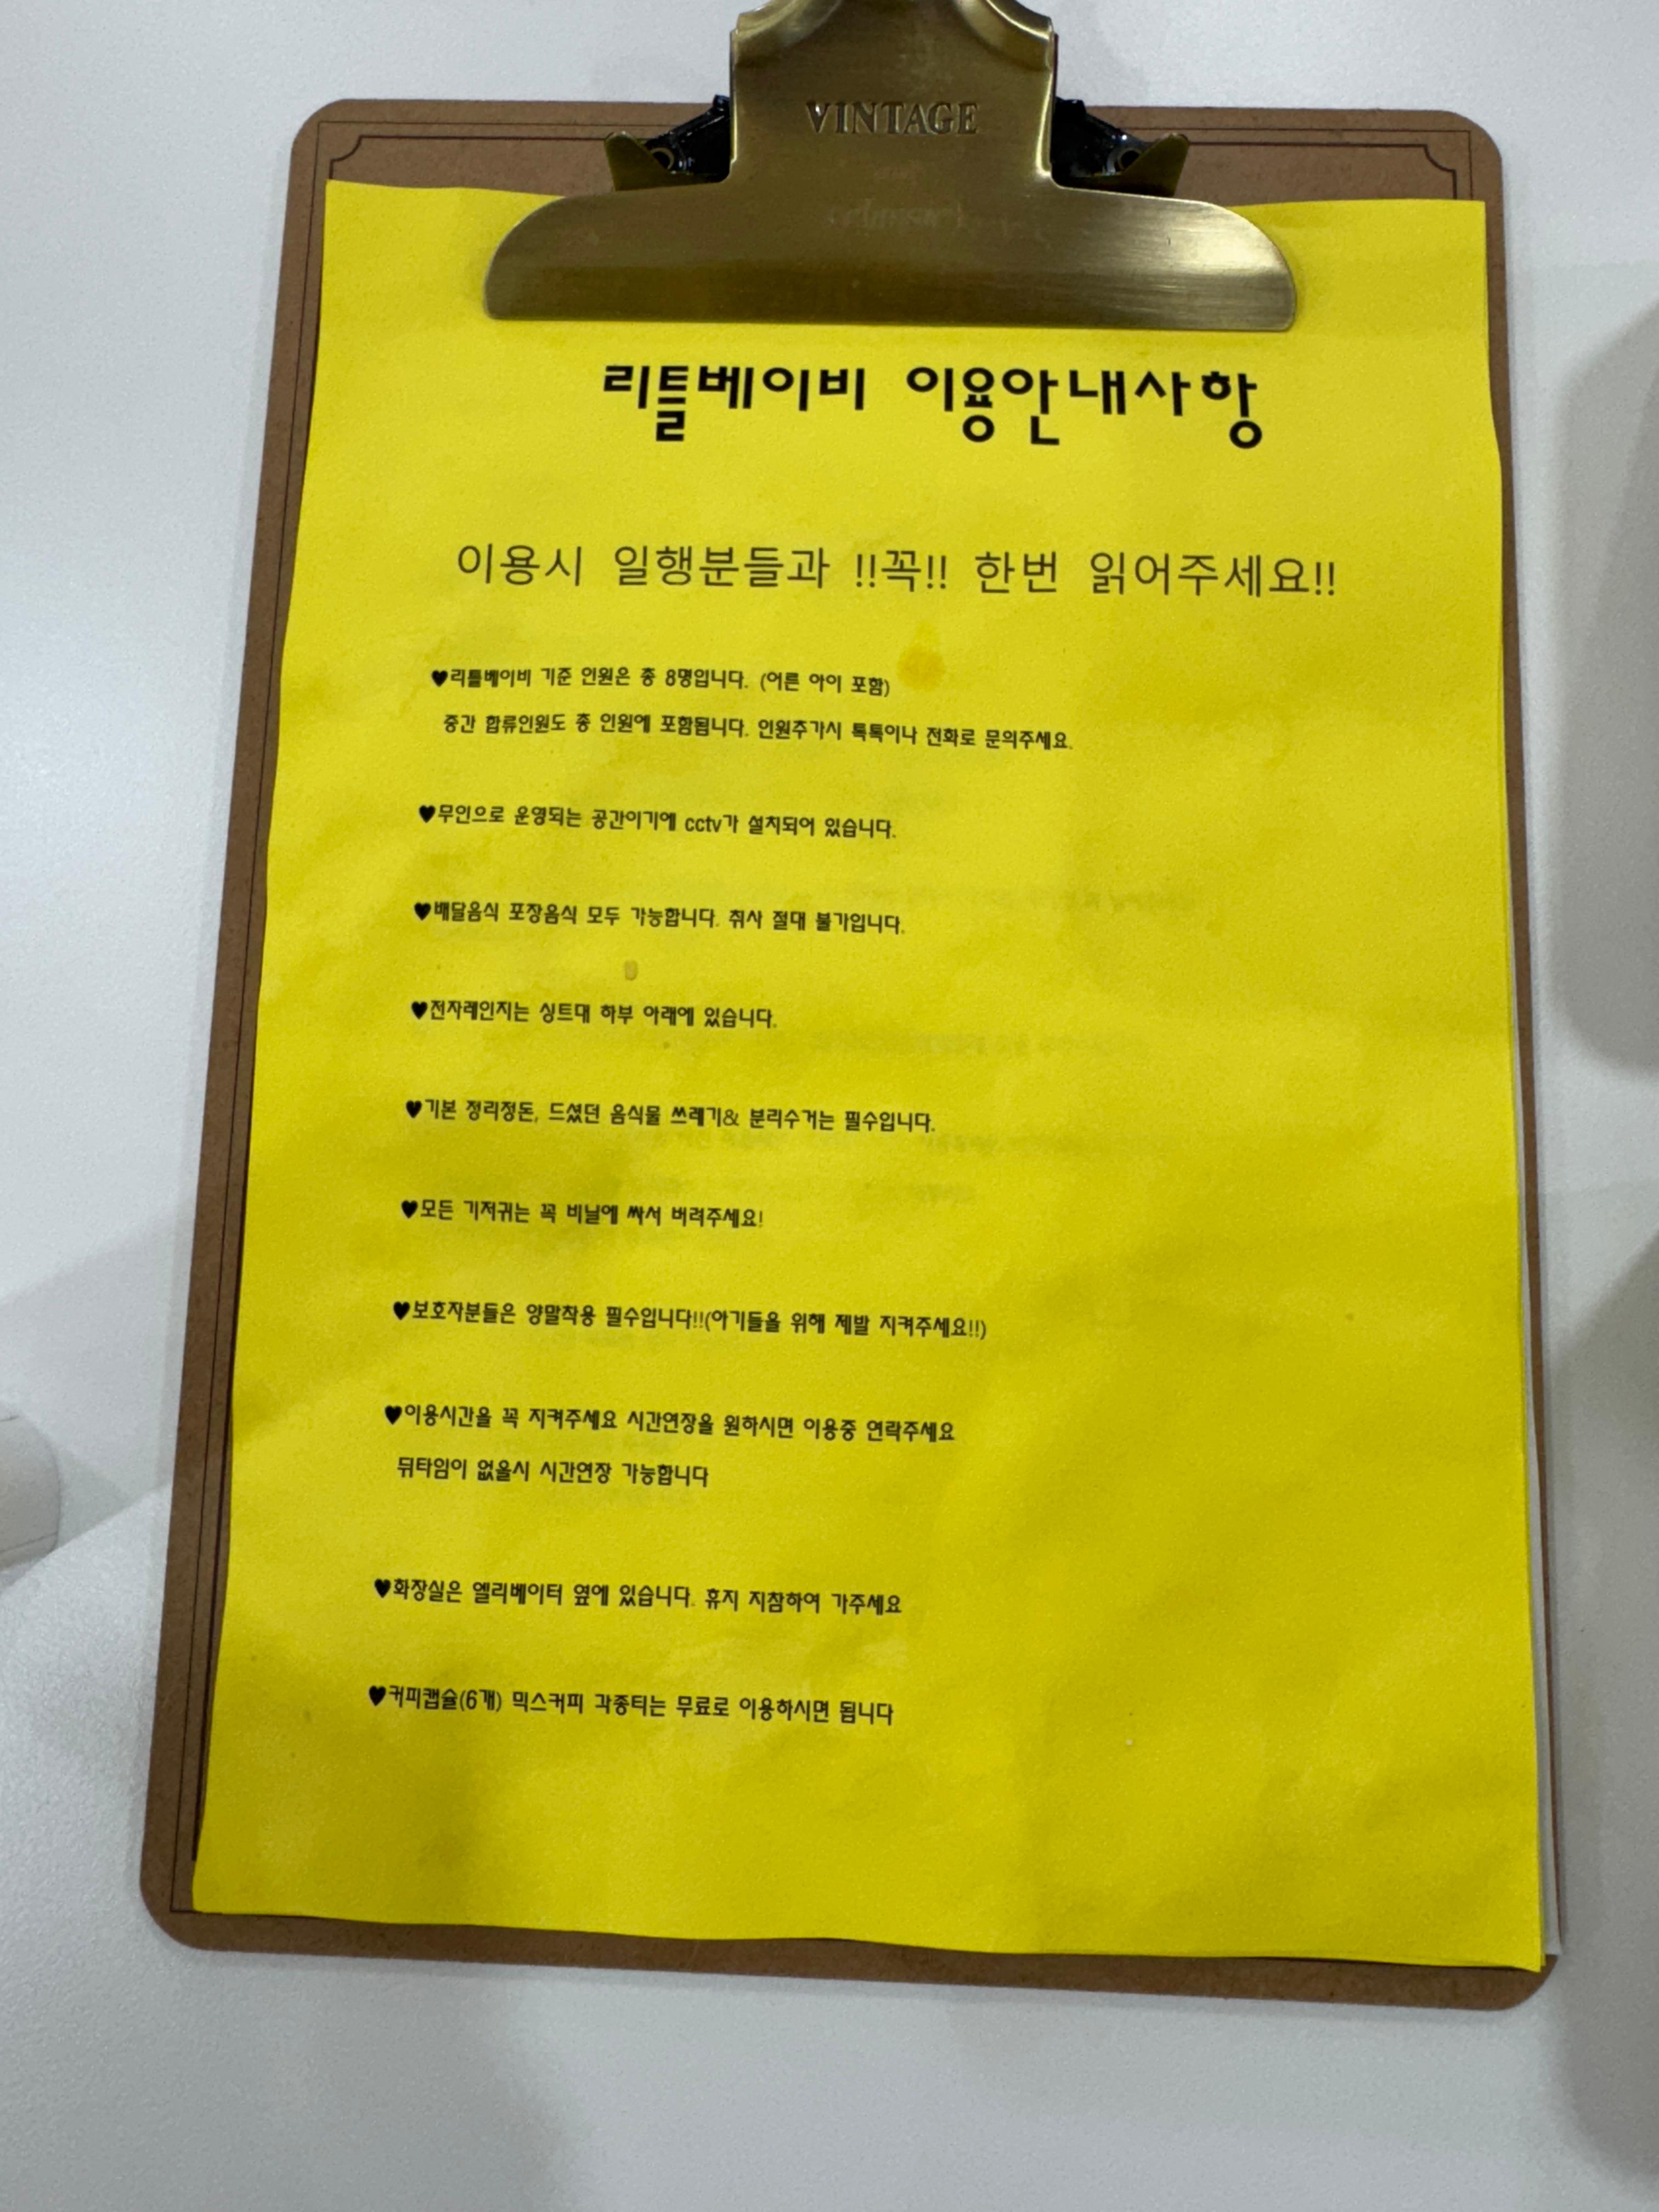 VINTAGE
리틀베이비 이용안내사항
이용시 일행분들과 !!꼭!! 한번 읽어주세요!!
♥리틀베이비 기준 인원은 총 8명입니다. (어른 아이 포함)
중간 합류인원도 총 인원에 포함됩니다. 인원추가시 톡톡이나 전화로 문의주세요.
♥무인으로 운영되는 공간이기에 cctv가 설치되어 있습니다.
♥배달음식 포장음식 모두 가능합니다. 취사 절대 불가입니다.
♥전자레인지는 싱트대 하부 아래에 있습니다.
♥기본 정리정돈, 드셨던 음식물 쓰레기& 분리수거는 필수입니다.
♥모든 기저귀는 꼭 비닐에 싸서 버려주세요!
♥보호자분들은 양말착용 필수입니다!!(아기들을 위해 제발 지켜주세요!!)
♥이용시간을 꼭 지켜주세요 시간연장을 원하시면 이용중 연락주세요
뒤타임이 없을시 시간연장 가능합니다
♥화장실은 엘리베이터 옆에 있습니다. 휴지 지참하여 가주세요
♥커피캡슐(6개) 믹스커피 각종티는 무료로 이용하시면 됩니다